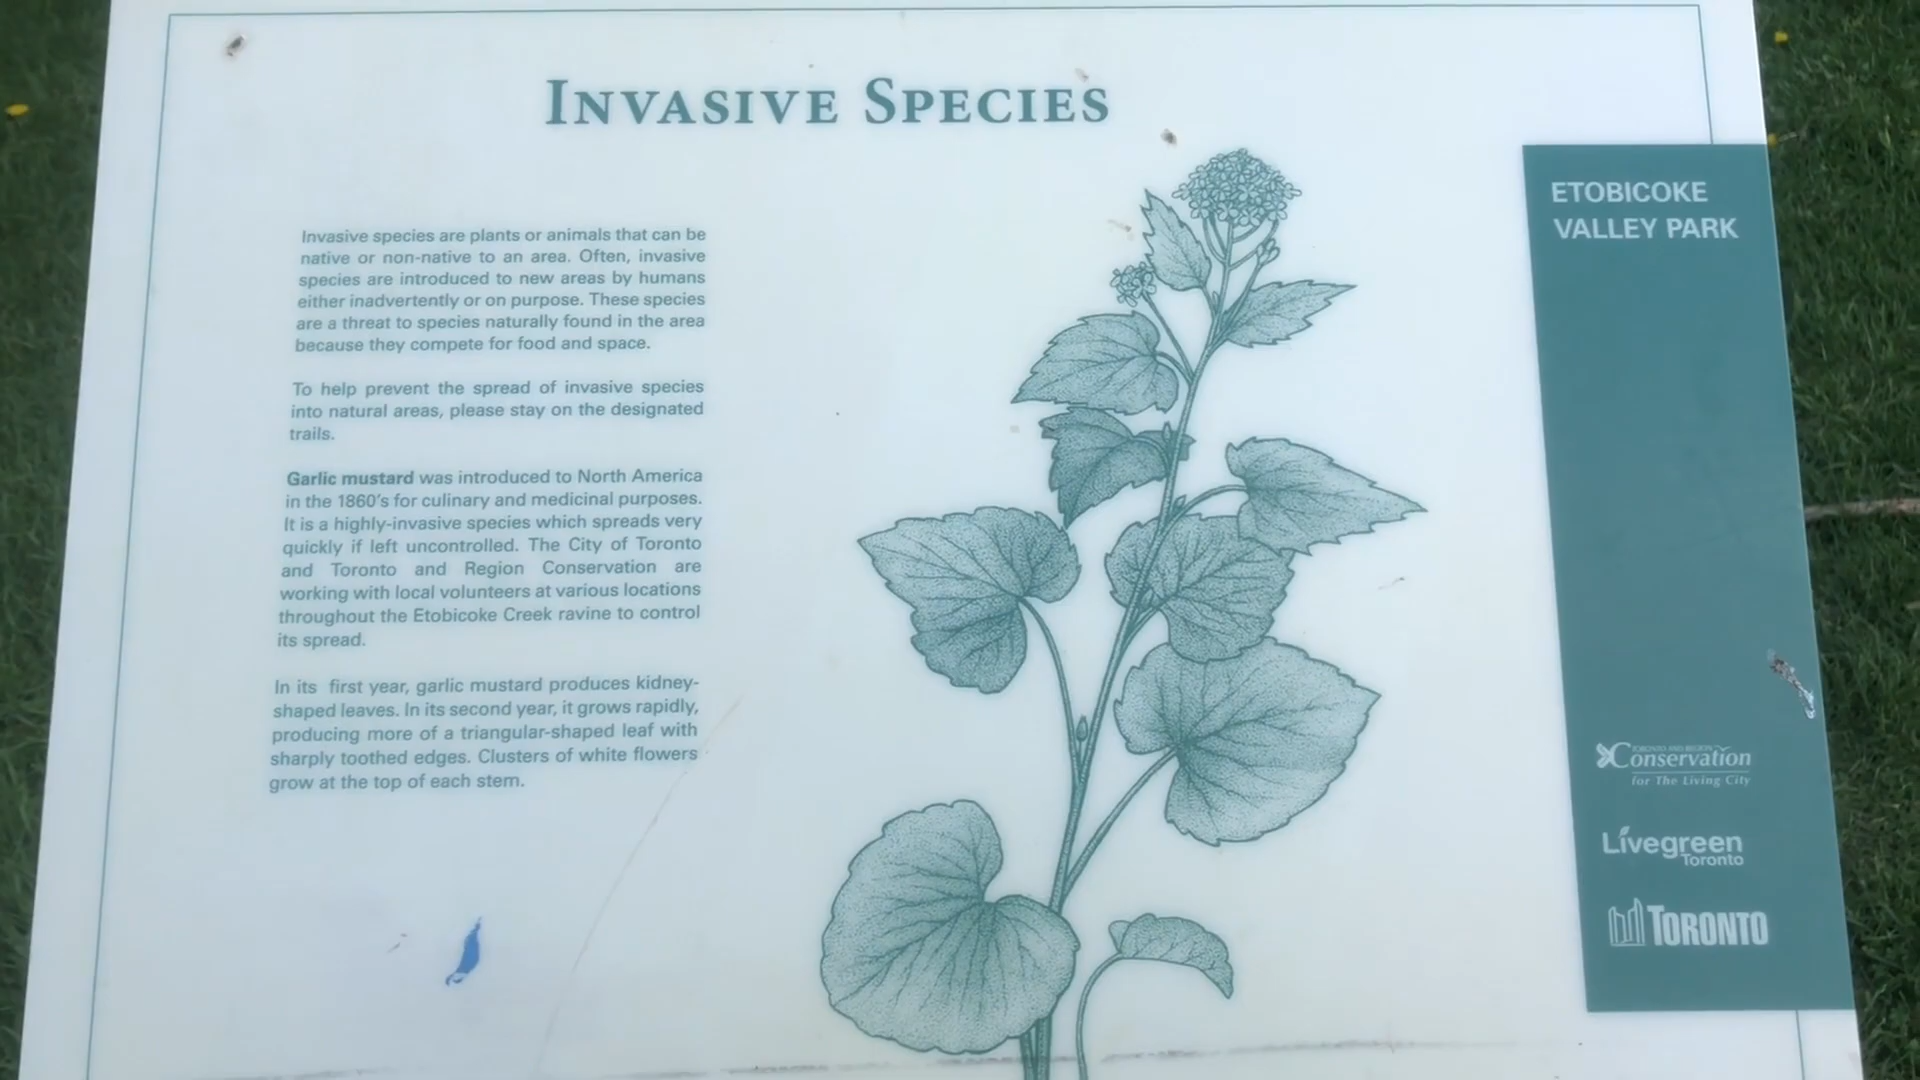 INVASIVE SPECIES
Invasive species are plants or animals that can be
native or non-native to an area. Often, invasive
species are introduced to new areas by humans
either inadvertently or on purpose. These species
are a threat to species naturally found in the area
because they compete for food and space.
To help prevent the spread of invasive species
into natural areas, please stay on the designated
trails.
Garlic mustard was introduced to North America
in the 1860's for culinary and medicinal purposes.
It is a highly-invasive species which spreads very
quickly if left uncontrolled. The City of Toronto
and Toronto and Region Conservation are
working with local volunteers at various locations
throughout the Etobicoke Creek ravine to control
its spread.
In its first year, garlic mustard produces kidney-
shaped leaves. In its second year, it grows rapidly,
producing more of a triangular-shaped leaf with
sharply toothed edges. Clusters of white flowers
grow at the top of each stem.
ETOBICOKE
VALLEY PARK
TORONTO AND REGION
Conservation
for The Living City
Livegreen
Toronto
TORONTO